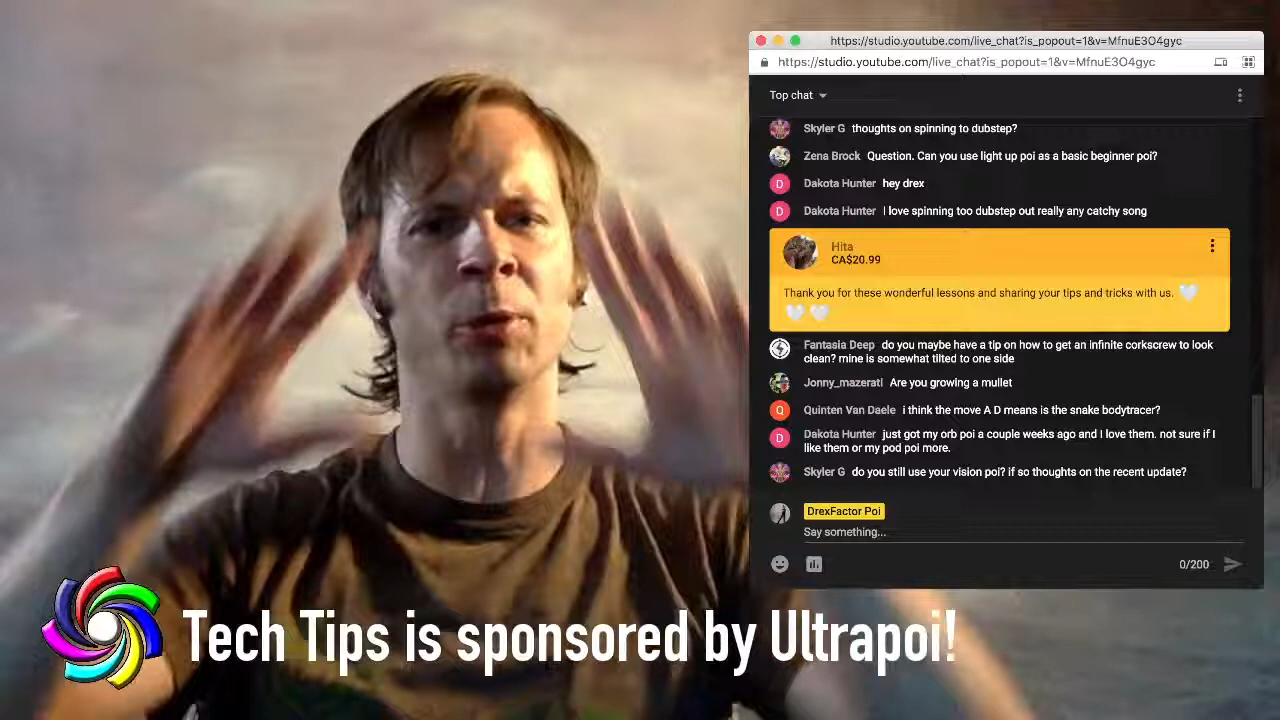 https://studio.youtube.com/live_chat?is_popout=1&v=MfnuE3O4gyc
https://studio.youtube.com/live_chat?is_popout=1&v=MfnuE3O4gyc
Top chat
Skyler G thoughts on spinning to dubstep?
Zena Brock Question. Can you use light up poi as a basic beginner poi?
D Dakota Hunter hey drex
D Dakota Hunter I love spinning too dubstep out really any catchy song
Hita
CA$20.99
Thank you for these wonderful lessons and sharing your tips and tricks with us. 🤍
🤍 🤍
Fantasia Deep do you maybe have a tip on how to get an infinite corkscrew to look
clean? mine is somewhat tilted to one side
Jonny_mazerati Are you growing a mullet
Q Quinten Van Daele i think the move A D means is the snake bodytracer?
D Dakota Hunter just got my orb poi a couple weeks ago and I love them. not sure if I
like them or my pod poi more.
Skyler G do you still use your vision poi? if so thoughts on the recent update?
DrexFactor Poi
Say something...
0/200
Tech Tips is sponsored by Ultrapoi!